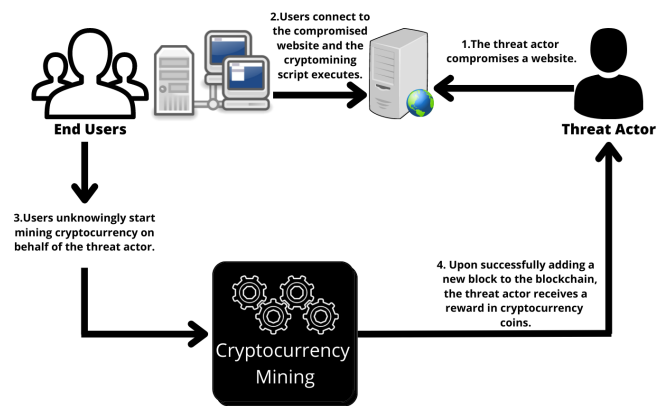 2.Users connect to
the compromised
website and the
cryptomining
script executes.
1.The threat actor
compromises a website.
End Users
Threat Actor
3.Users unknowingly start
mining cryptocurrency on
behalf of the threat actor.
4. Upon successfully adding a
new block to the blockchain,
the threat actor receives a
reward in cryptocurrency
coins.
Cryptocurrency
Mining